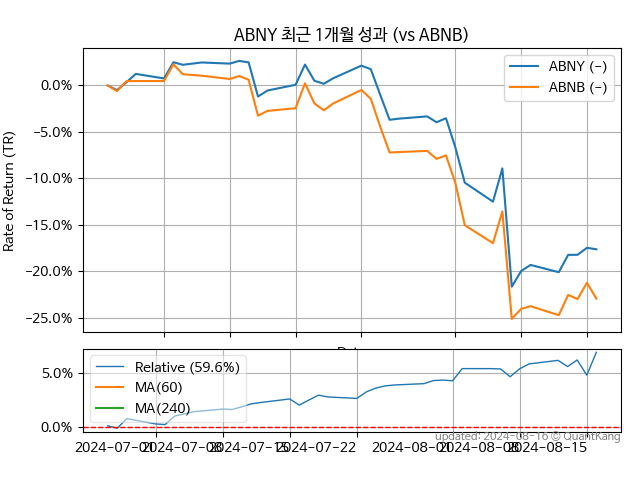 ABNY 최근 1개월 성과 (vs ABNB)
Rate of Return (TR)
0.0%
−5.0%
−10.0%
−15.0%
−20.0%
−25.0%
ABNY (-)
ABNB (-)
5.0%
0.0%
Relative (59.6%)
MA(60)
MA(240)
updated: 2024-08-16 © QuantKang
2024-07-01
2024-07-08
2024-07-15
2024-07-22
2024-08-01
2024-08-08
2024-08-15